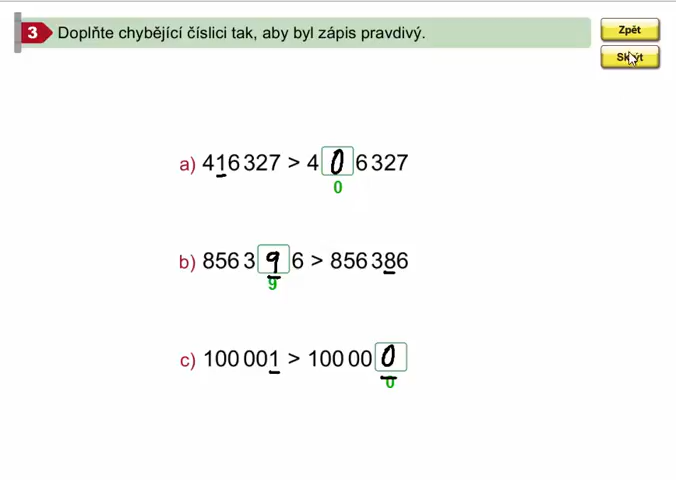 3 Doplňte chybějící číslici tak, aby byl zápis pravdivý.
Zpět
Skrýt
a) 416 327 > 4 0 6 327
0
b) 856 3 9 6 > 856 386
9
c) 100 001 > 100 00 0
0